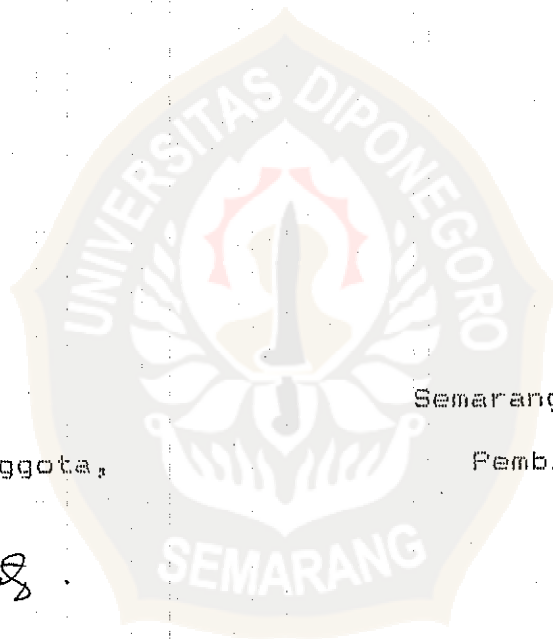 UNIVERSITAS DIPONEGORO
Semarang
ggota,
Pemb.
SEMARANG